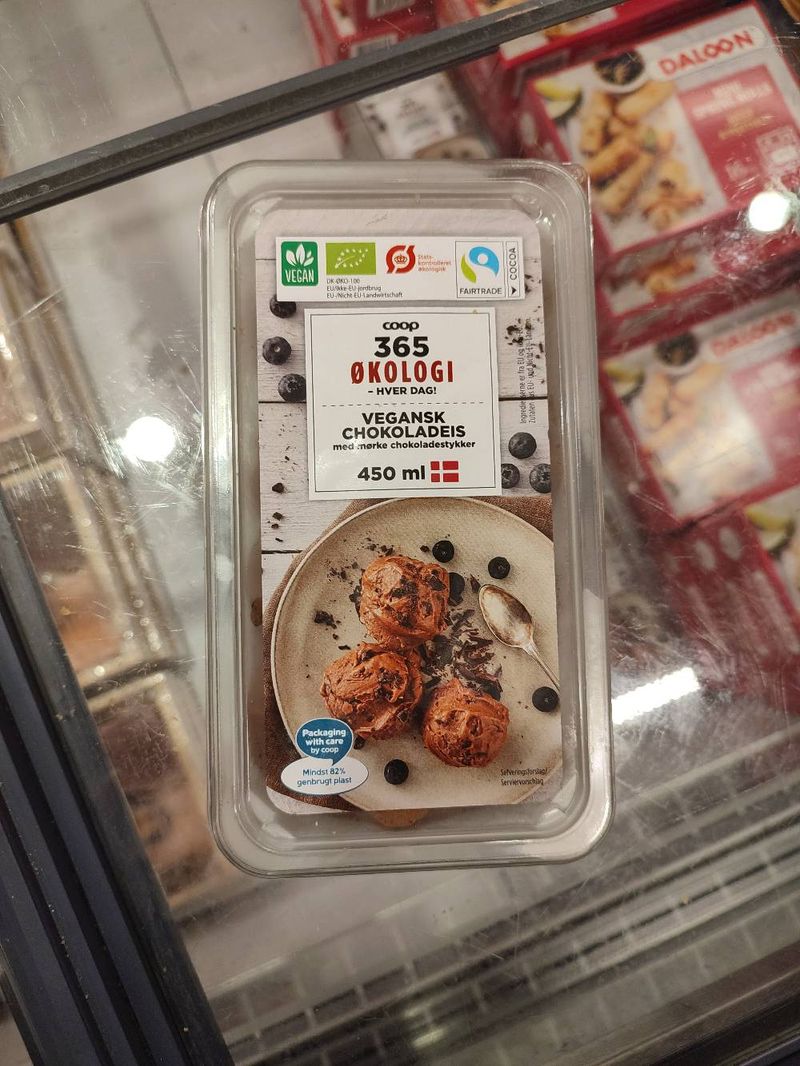 DALOON
VEGAN
DK-ØKO-100
EU/Ikke-EU-jordbrug
EU-/Nicht-EU-Landwirtschaft
Stats-
kontrolleret
økologisk
FAIRTRADE
COCOA
coop
365
ØKOLOGI
– HVER DAG!
VEGANSK
CHOKOLADEIS
med mørke chokoladestykker
450 ml
Packaging
with care
by coop
Mindst 82%
genbrugt plast
Serveringsforslag/
Serviervorschlag
DALOON